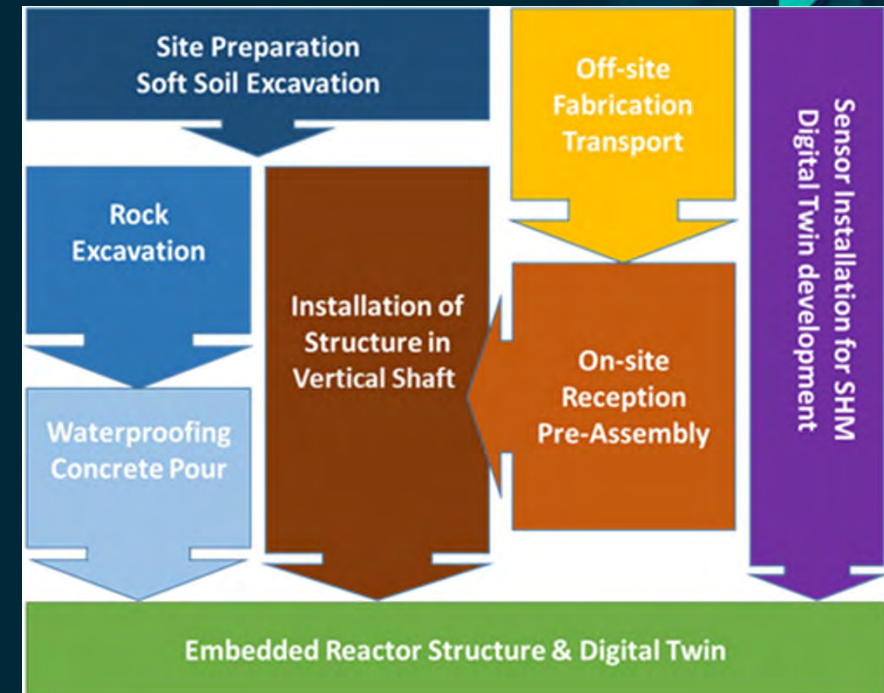 Site Preparation
Soft Soil Excavation
Off-site
Fabrication
Transport
Sensor Installation for SHM
Digital Twin development
Rock
Excavation
Installation of
Structure in
Vertical Shaft
On-site
Reception
Pre-Assembly
Waterproofing
Concrete Pour
Embedded Reactor Structure & Digital Twin